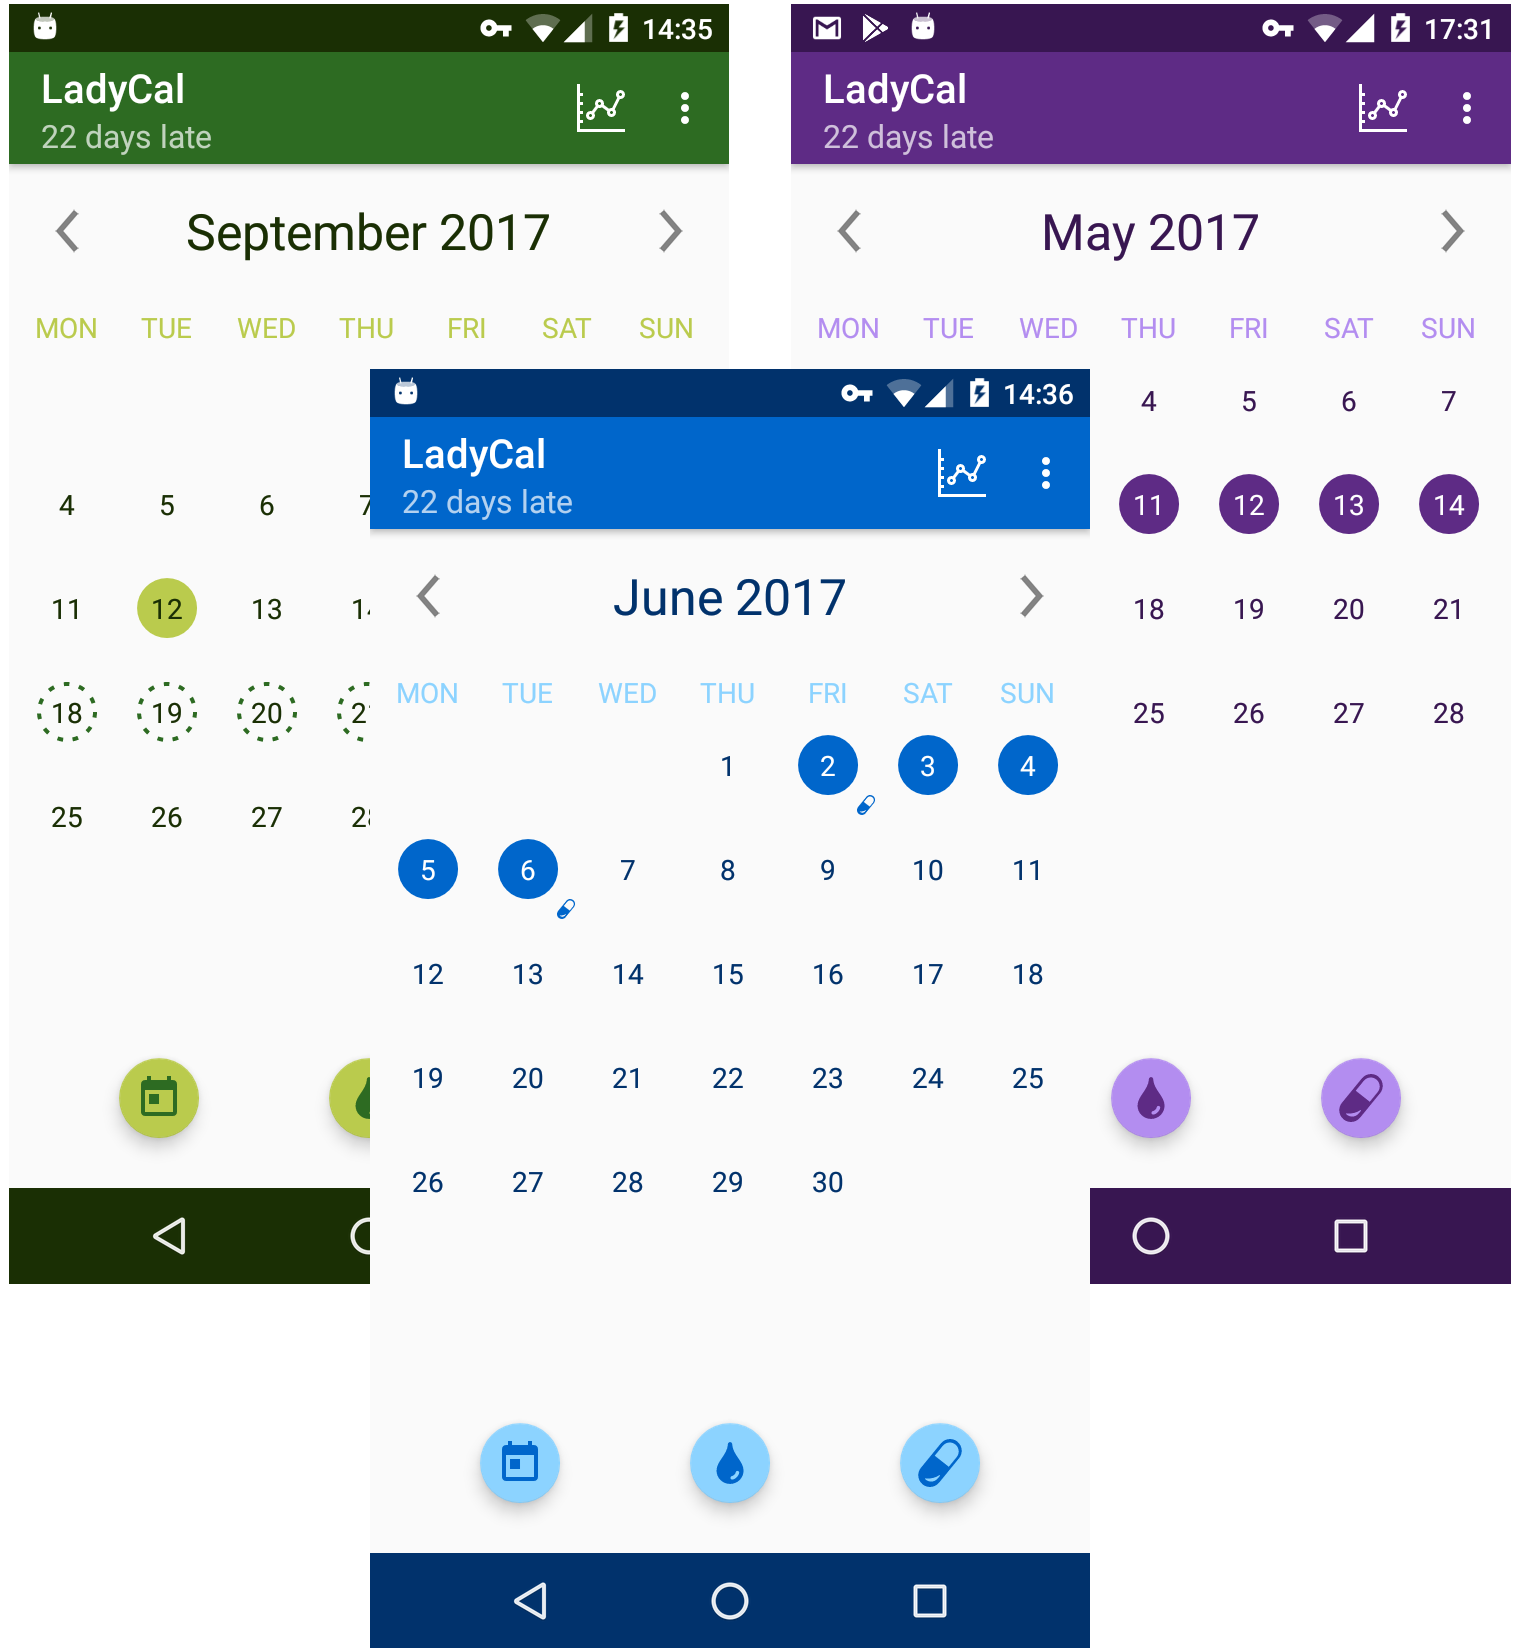 14:35
LadyCal
22 days late
September 2017
MON TUE WED THU FRI SAT SUN
4 5 6 7
11 12 13
18 19 20
25 26 27
17:31
LadyCal
22 days late
May 2017
MON TUE WED THU FRI SAT SUN
4 5 6 7
11 12 13 14
18 19 20 21
25 26 27 28
14:36
LadyCal
22 days late
June 2017
MON TUE WED THU FRI SAT SUN
1 2 3 4
5 6 7 8 9 10 11
12 13 14 15 16 17 18
19 20 21 22 23 24 25
26 27 28 29 30